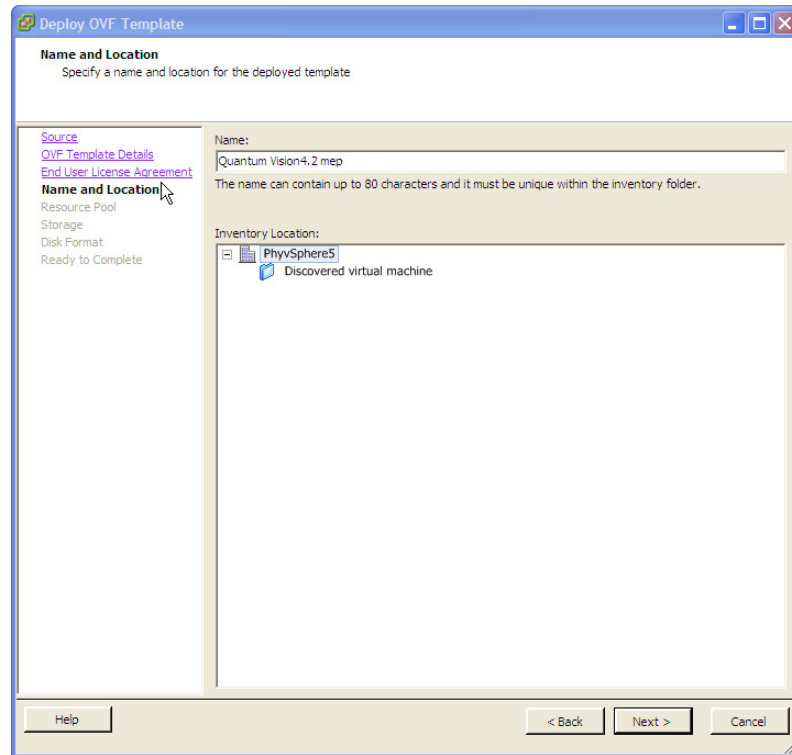 Deploy OVF Template
Name and Location
Specify a name and location for the deployed template
Source
OVF Template Details
End User License Agreement
Name and Location
Resource Pool
Storage
Disk Format
Ready to Complete
Name:
Quantum Vision4.2 mep
The name can contain up to 80 characters and it must be unique within the inventory folder.
Inventory Location:
PhyvSphere5
Discovered virtual machine
Help
< Back
Next >
Cancel